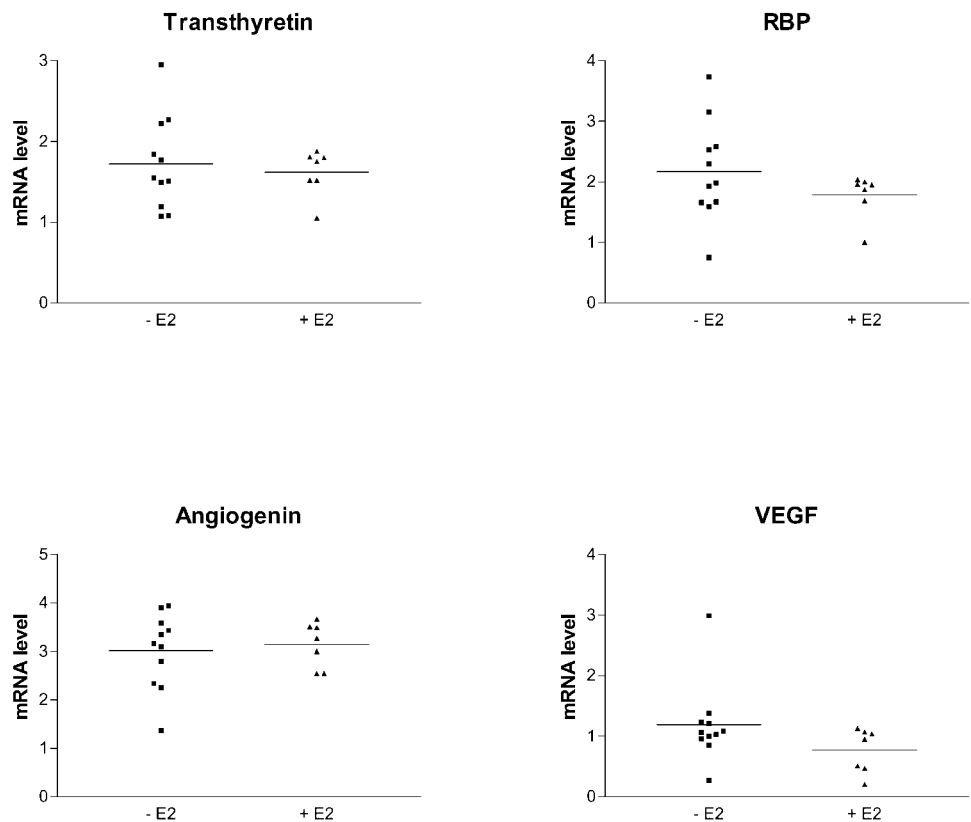 Transthyretin
mRNA level
3
2
1
0
- E2 + E2
RBP
mRNA level
4
3
2
1
0
- E2 + E2
Angiogenin
mRNA level
5
4
3
2
1
0
- E2 + E2
VEGF
mRNA level
4
3
2
1
0
- E2 + E2